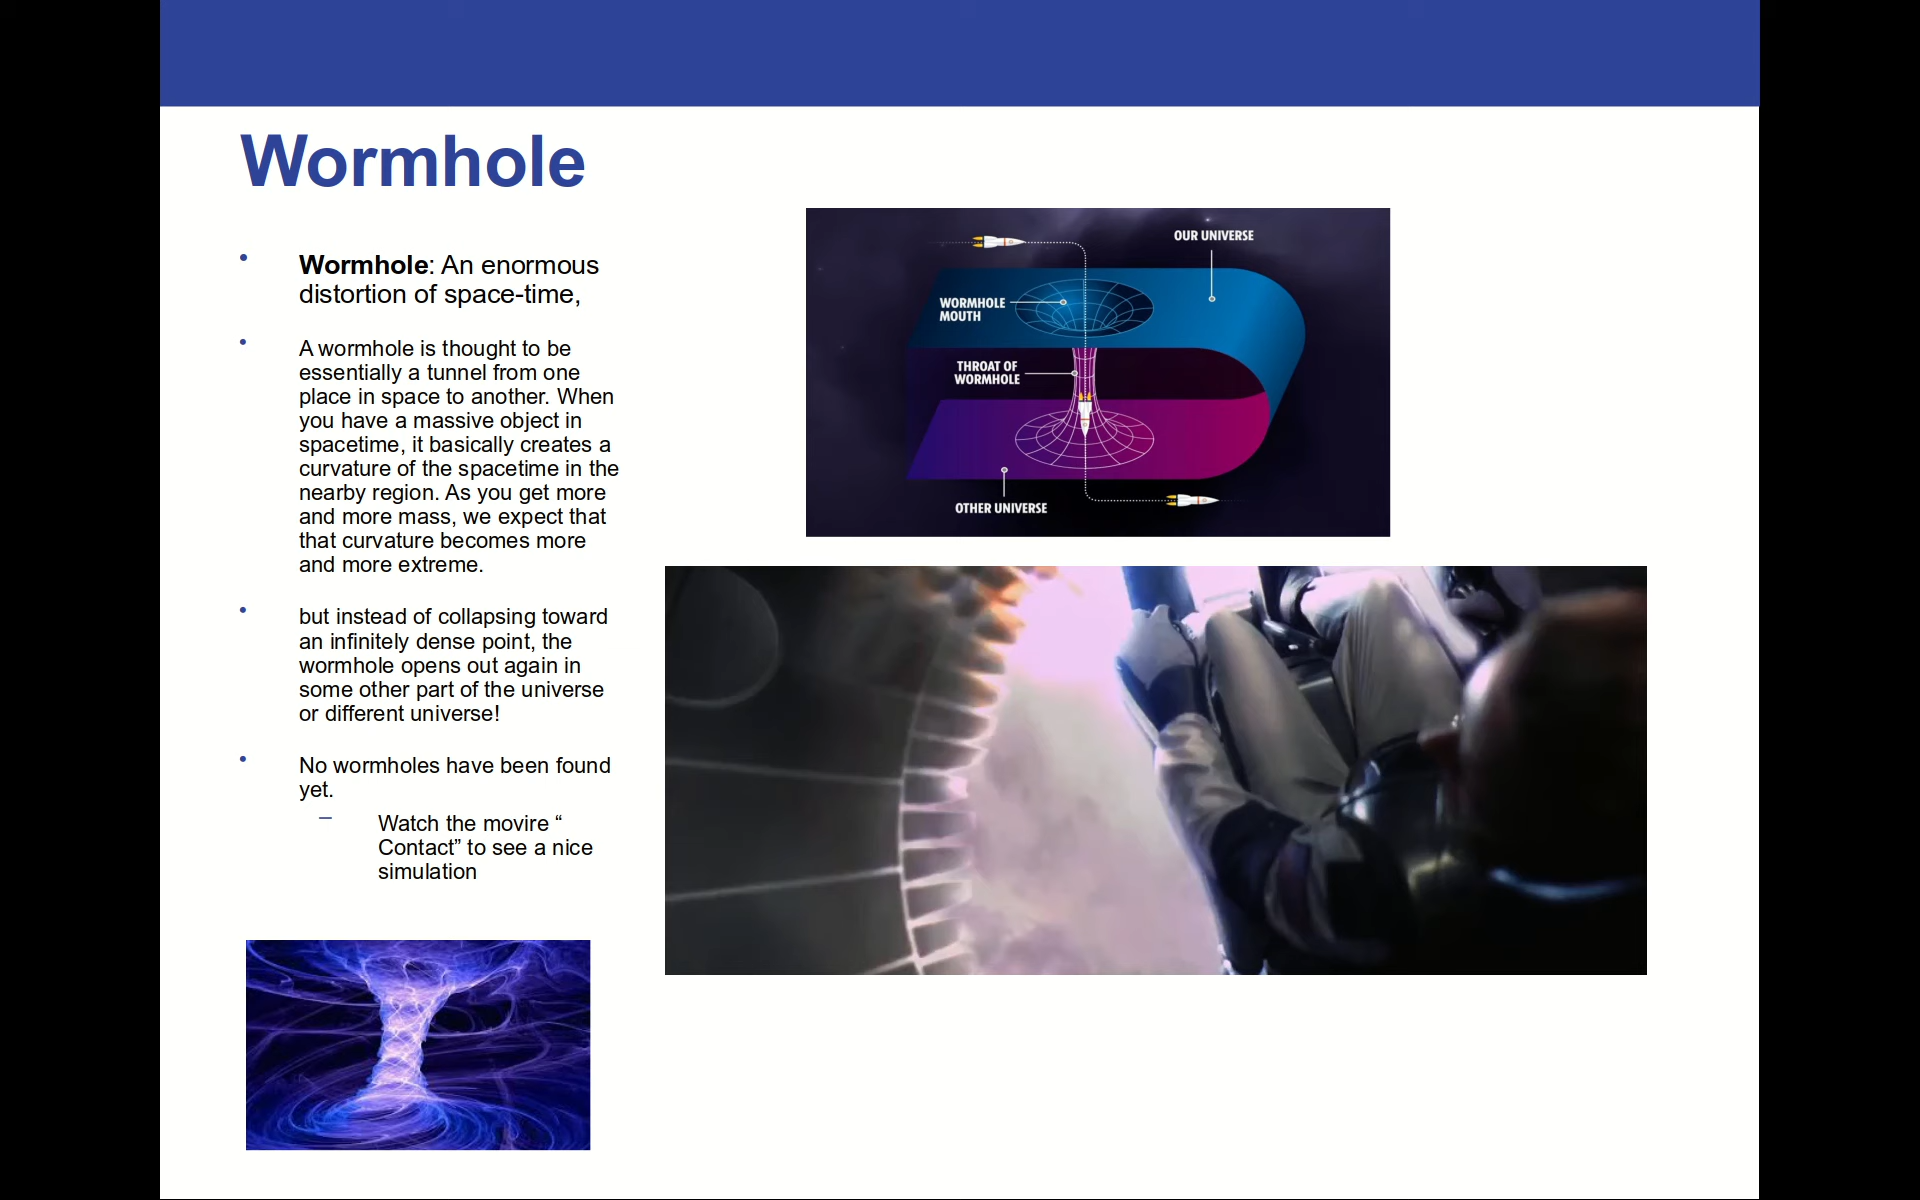 Wormhole
• Wormhole: An enormous
distortion of space-time,
• A wormhole is thought to be
essentially a tunnel from one
place in space to another. When
you have a massive object in
spacetime, it basically creates a
curvature of the spacetime in the
nearby region. As you get more
and more mass, we expect that
that curvature becomes more
and more extreme.
• but instead of collapsing toward
an infinitely dense point, the
wormhole opens out again in
some other part of the universe
or different universe!
• No wormholes have been found
yet.
– Watch the movire “
Contact” to see a nice
simulation
OUR UNIVERSE
WORMHOLE
MOUTH
THROAT OF
WORMHOLE
OTHER UNIVERSE